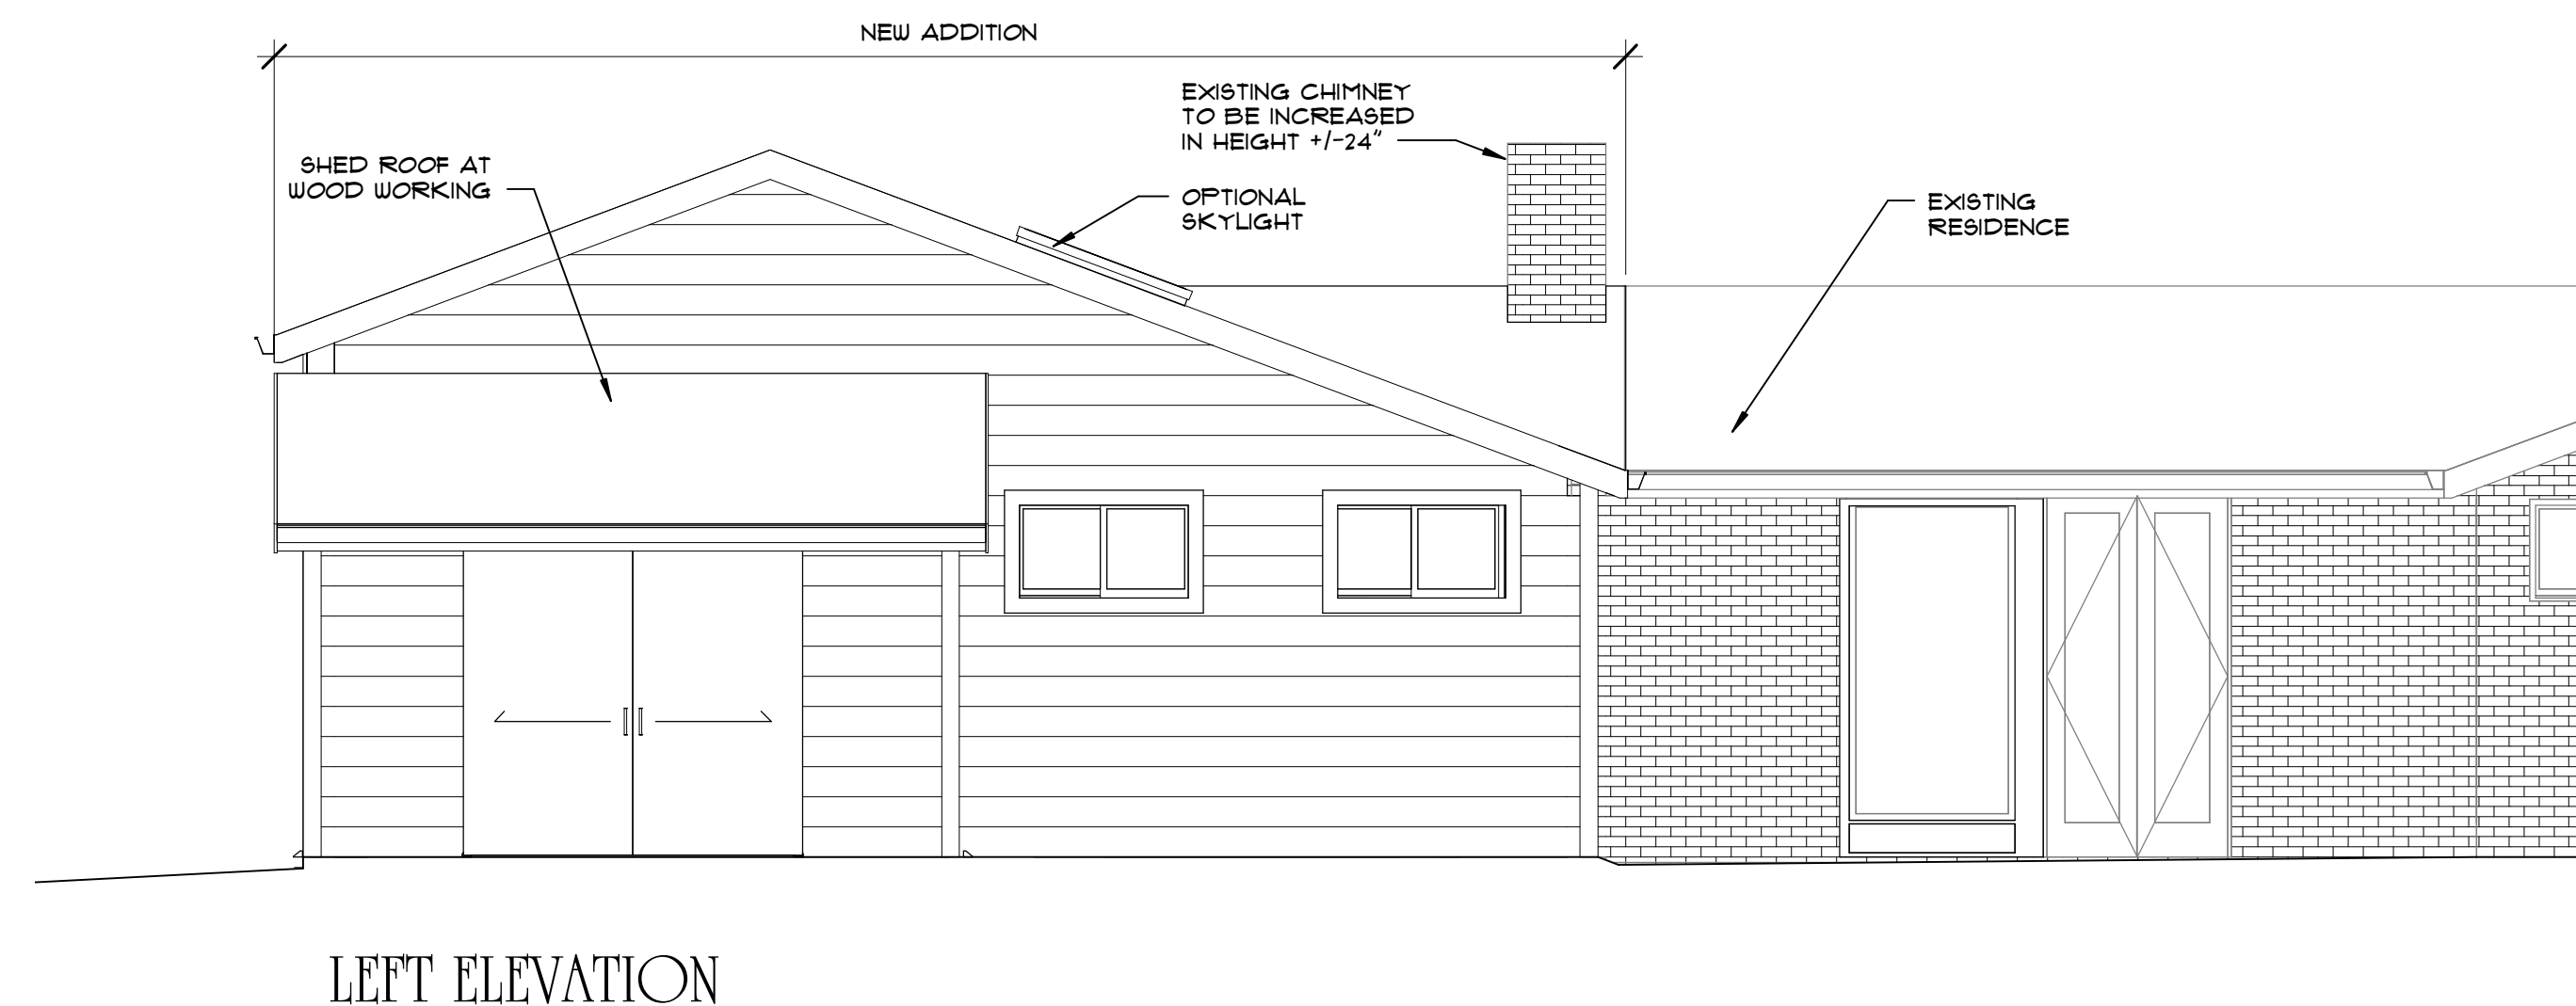 NEW ADDITION
EXISTING CHIMNEY
TO BE INCREASED
IN HEIGHT +/-24"
SHED ROOF AT
WOOD WORKING
OPTIONAL
SKYLIGHT
EXISTING
RESIDENCE
LEFT ELEVATION